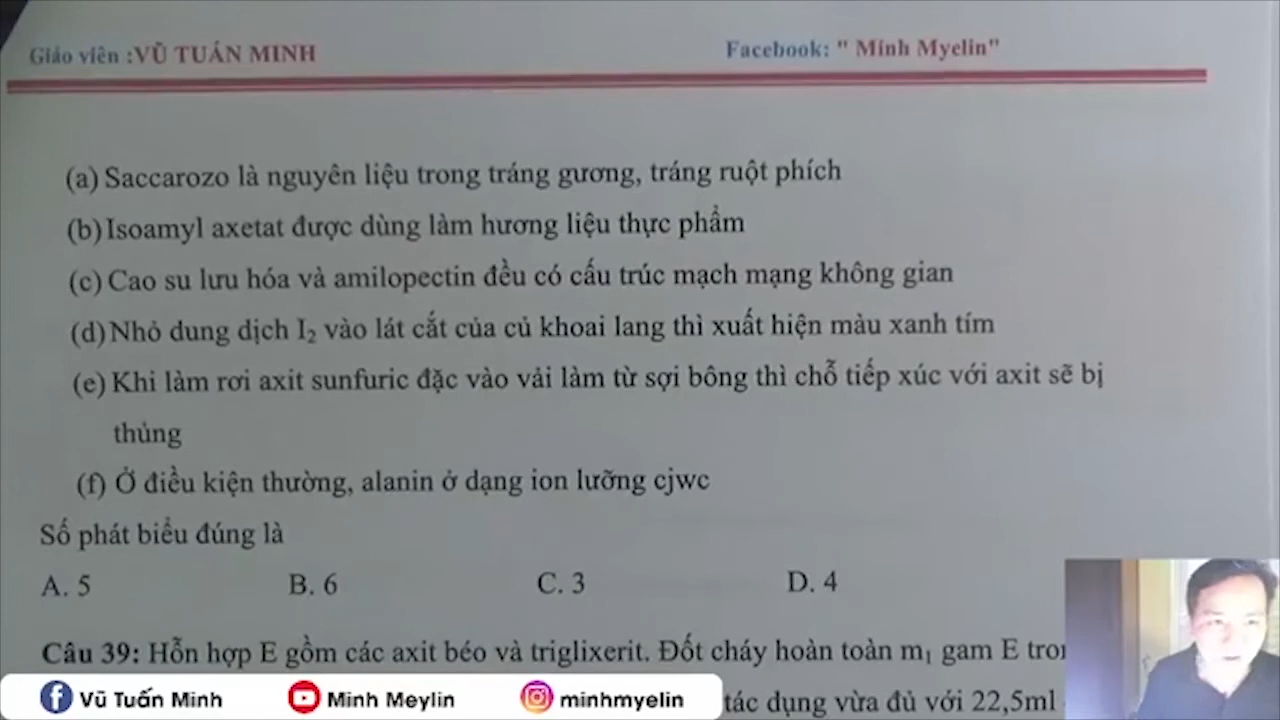 Giáo viên :VŨ TUẤN MINH
Facebook: " Minh Myelin"
(a) Saccarozo là nguyên liệu trong tráng gương, tráng ruột phích
(b) Isoamyl axetat được dùng làm hương liệu thực phẩm
(c) Cao su lưu hóa và amilopectin đều có cấu trúc mạch mạng không gian
(d) Nhỏ dung dịch I₂ vào lát cắt của củ khoai lang thì xuất hiện màu xanh tím
(e) Khi làm rơi axit sunfuric đặc vào vải làm từ sợi bông thì chỗ tiếp xúc với axit sẽ bị
thủng
(f) Ở điều kiện thường, alanin ở dạng ion lưỡng cjwc
Số phát biểu đúng là
A. 5 B. 6 C. 3 D. 4
Câu 39: Hỗn hợp E gồm các axit béo và triglixerit. Đốt cháy hoàn toàn m₁ gam E
tác dụng vừa đủ với 22,5ml
Vũ Tuấn Minh
Minh Meylin
minhmyelin